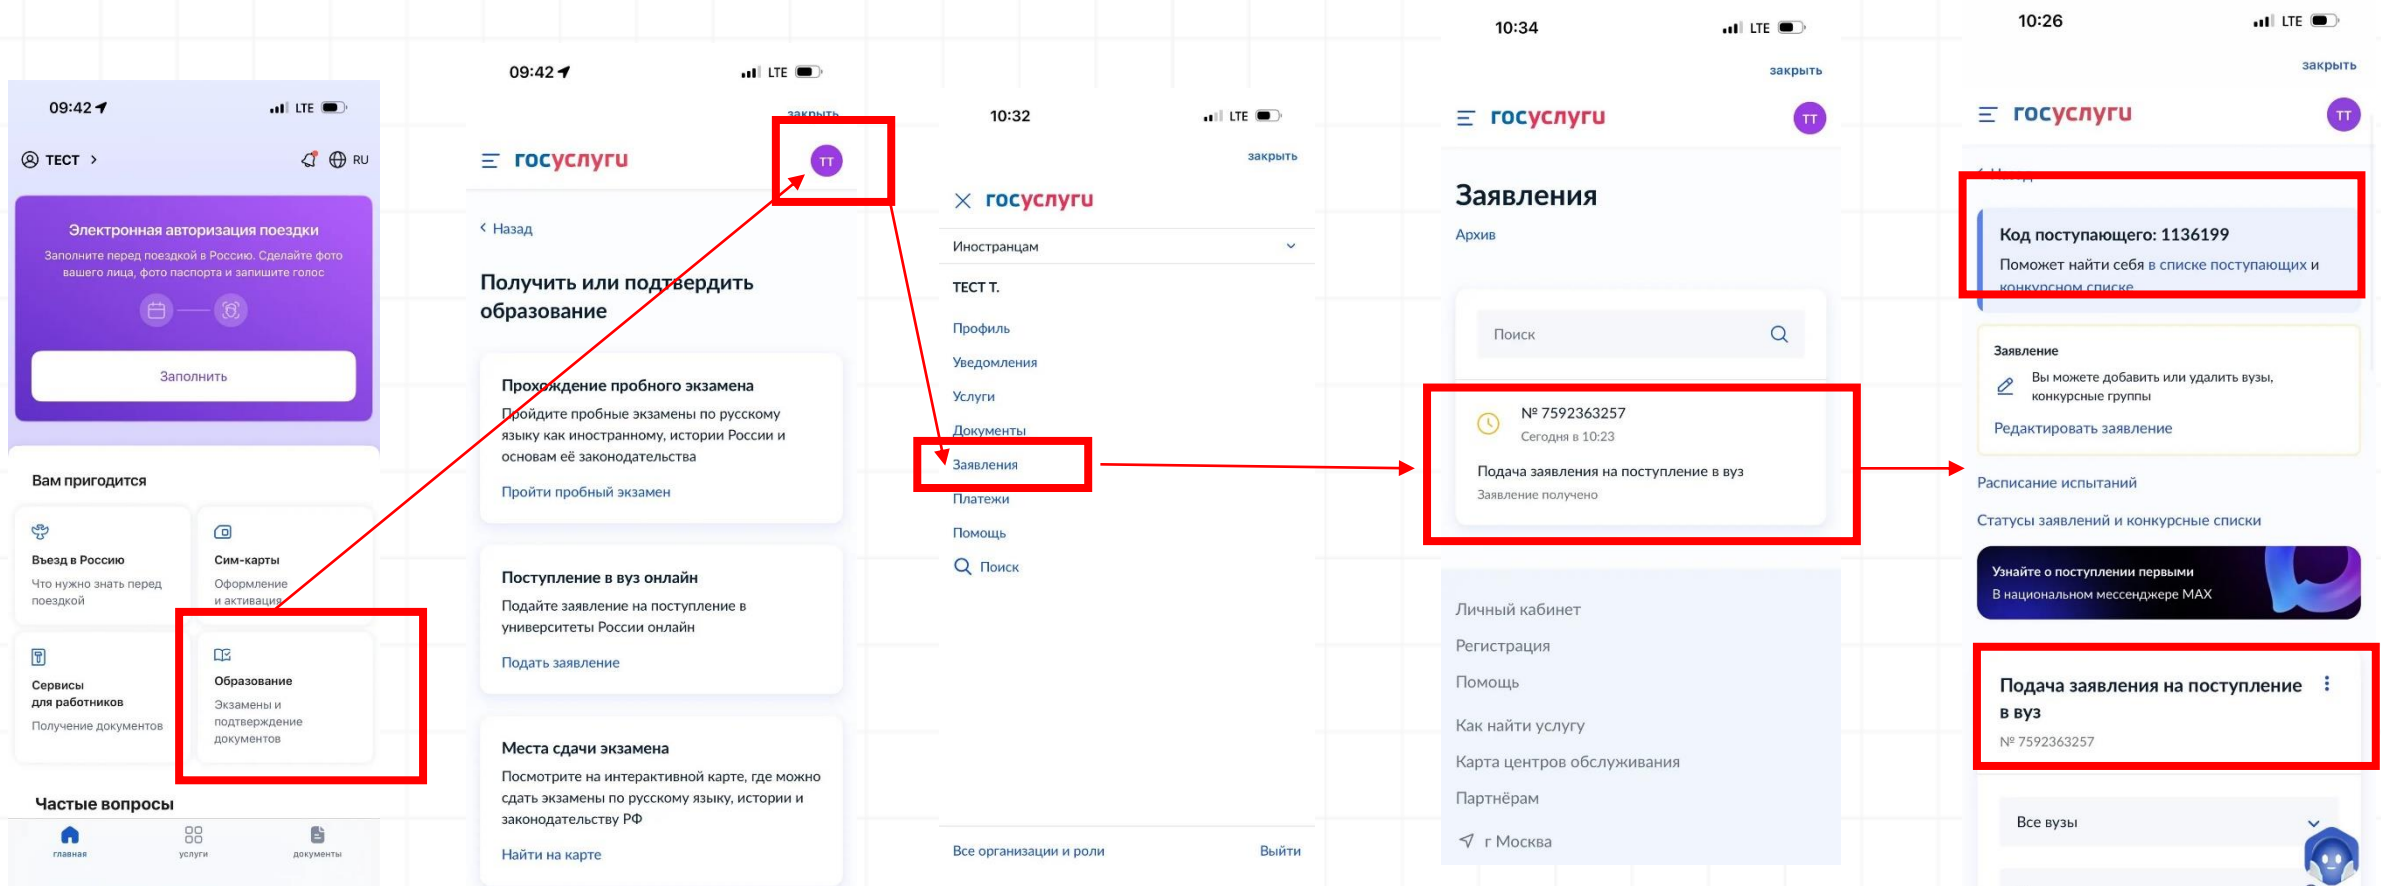 09:42
LTE
ТЕСТ >
RU
Электронная авторизация поездки
Заполните перед поездкой в Россию. Сделайте фото
вашего лица, фото паспорта и запишите голос
Заполнить
Вам пригодится
Въезд в Россию
Что нужно знать перед
поездкой
Сим-карты
Оформление
и активация
Сервисы
для работников
Получение документов
Образование
Экзамены и
подтверждение
документов
Частые вопросы
главная
услуги
документы
09:42
LTE
закрыть
госуслуги
ТТ
< Назад
Получить или подтвердить
образование
Прохождение пробного экзамена
Пройдите пробные экзамены по русскому
языку как иностранному, истории России и
основам её законодательства
Пройти пробный экзамен
Поступление в вуз онлайн
Подайте заявление на поступление в
университеты России онлайн
Подать заявление
Места сдачи экзамена
Посмотрите на интерактивной карте, где можно
сдать экзамены по русскому языку, истории и
законодательству РФ
Найти на карте
10:32
LTE
закрыть
госуслуги
Иностранцам
ТЕСТ Т.
Профиль
Уведомления
Услуги
Документы
Заявления
Платежи
Помощь
Поиск
Все организации и роли
Выйти
10:34
LTE
закрыть
госуслуги
ТТ
Заявления
Архив
Поиск
№ 7592363257
Сегодня в 10:23
Подача заявления на поступление в вуз
Заявление получено
Личный кабинет
Регистрация
Помощь
Как найти услугу
Карта центров обслуживания
Партнёрам
г Москва
10:26
LTE
закрыть
госуслуги
ТТ
< Назад
Код поступающего: 1136199
Поможет найти себя в списке поступающих и
конкурсном списке
Заявление
Вы можете добавить или удалить вузы,
конкурсные группы
Редактировать заявление
Расписание испытаний
Статусы заявлений и конкурсные списки
Узнайте о поступлении первыми
В национальном мессенджере MAX
Подача заявления на поступление
в вуз
№ 7592363257
Все вузы